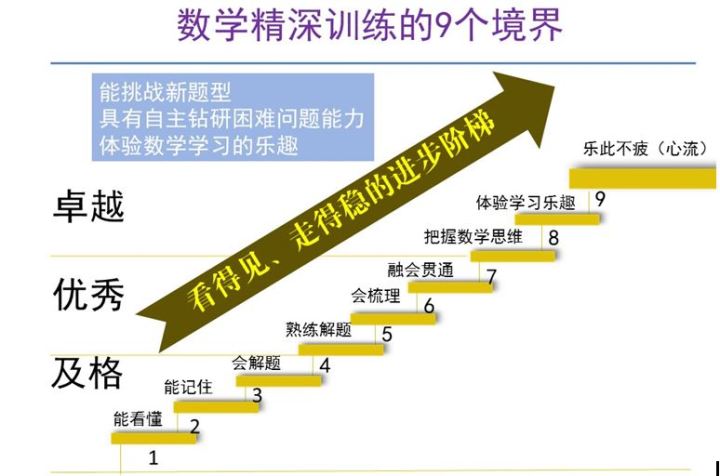 数学精深训练的9个境界
能挑战新题型
具有自主钻研困难问题能力
体验数学学习的乐趣
看得见、走得稳的进步阶梯
卓越
优秀
及格
乐此不疲（心流）
9
体验学习乐趣
8
把握数学思维
7
融会贯通
6
会梳理
5
熟练解题
4
会解题
3
能记住
2
能看懂
1